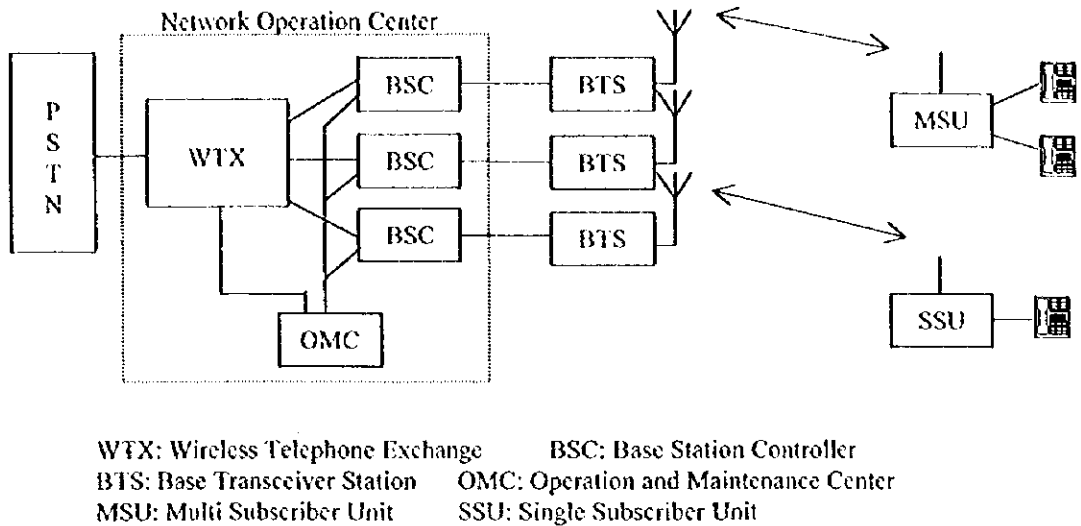 Network Operation Center
P
S
T
N
WTX
BSC
BSC
BSC
OMC
BTS
BTS
BTS
MSU
SSU
WTX: Wireless Telephone Exchange BSC: Base Station Controller
BTS: Base Transceiver Station OMC: Operation and Maintenance Center
MSU: Multi Subscriber Unit SSU: Single Subscriber Unit